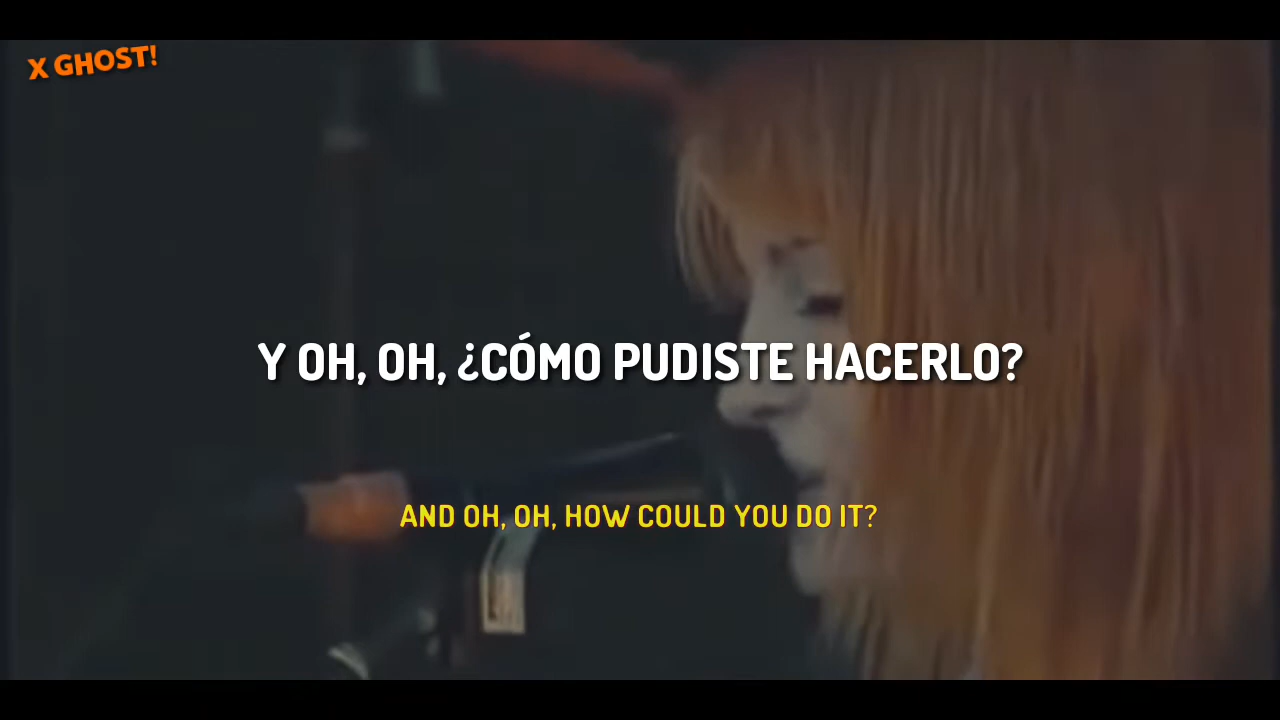 X GHOST!
Y OH, OH, ¿CÓMO PUDISTE HACERLO?
AND OH, OH, HOW COULD YOU DO IT?